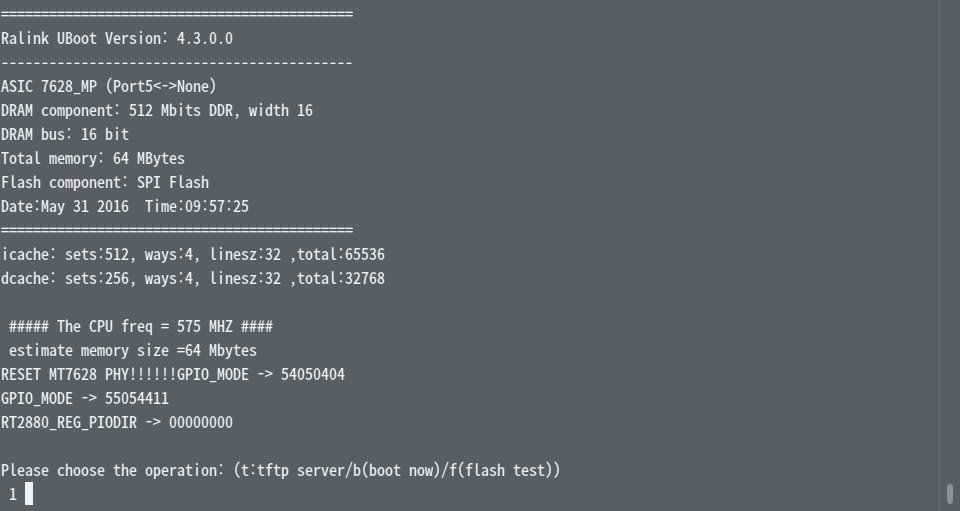 ============================================
Ralink UBoot Version: 4.3.0.0
--------------------------------------------
ASIC 7628_MP (Port5<->None)
DRAM component: 512 Mbits DDR, width 16
DRAM bus: 16 bit
Total memory: 64 MBytes
Flash component: SPI Flash
Date:May 31 2016  Time:09:57:25
============================================
icache: sets:512, ways:4, linesz:32 ,total:65536
dcache: sets:256, ways:4, linesz:32 ,total:32768
 ##### The CPU freq = 575 MHZ ####
 estimate memory size =64 Mbytes
RESET MT7628 PHY!!!!!!GPIO_MODE -> 54050404
GPIO_MODE -> 55054411
RT2880_REG_PIODIR -> 00000000
Please choose the operation: (t:tftp server/b(boot now)/f(flash test))
 1